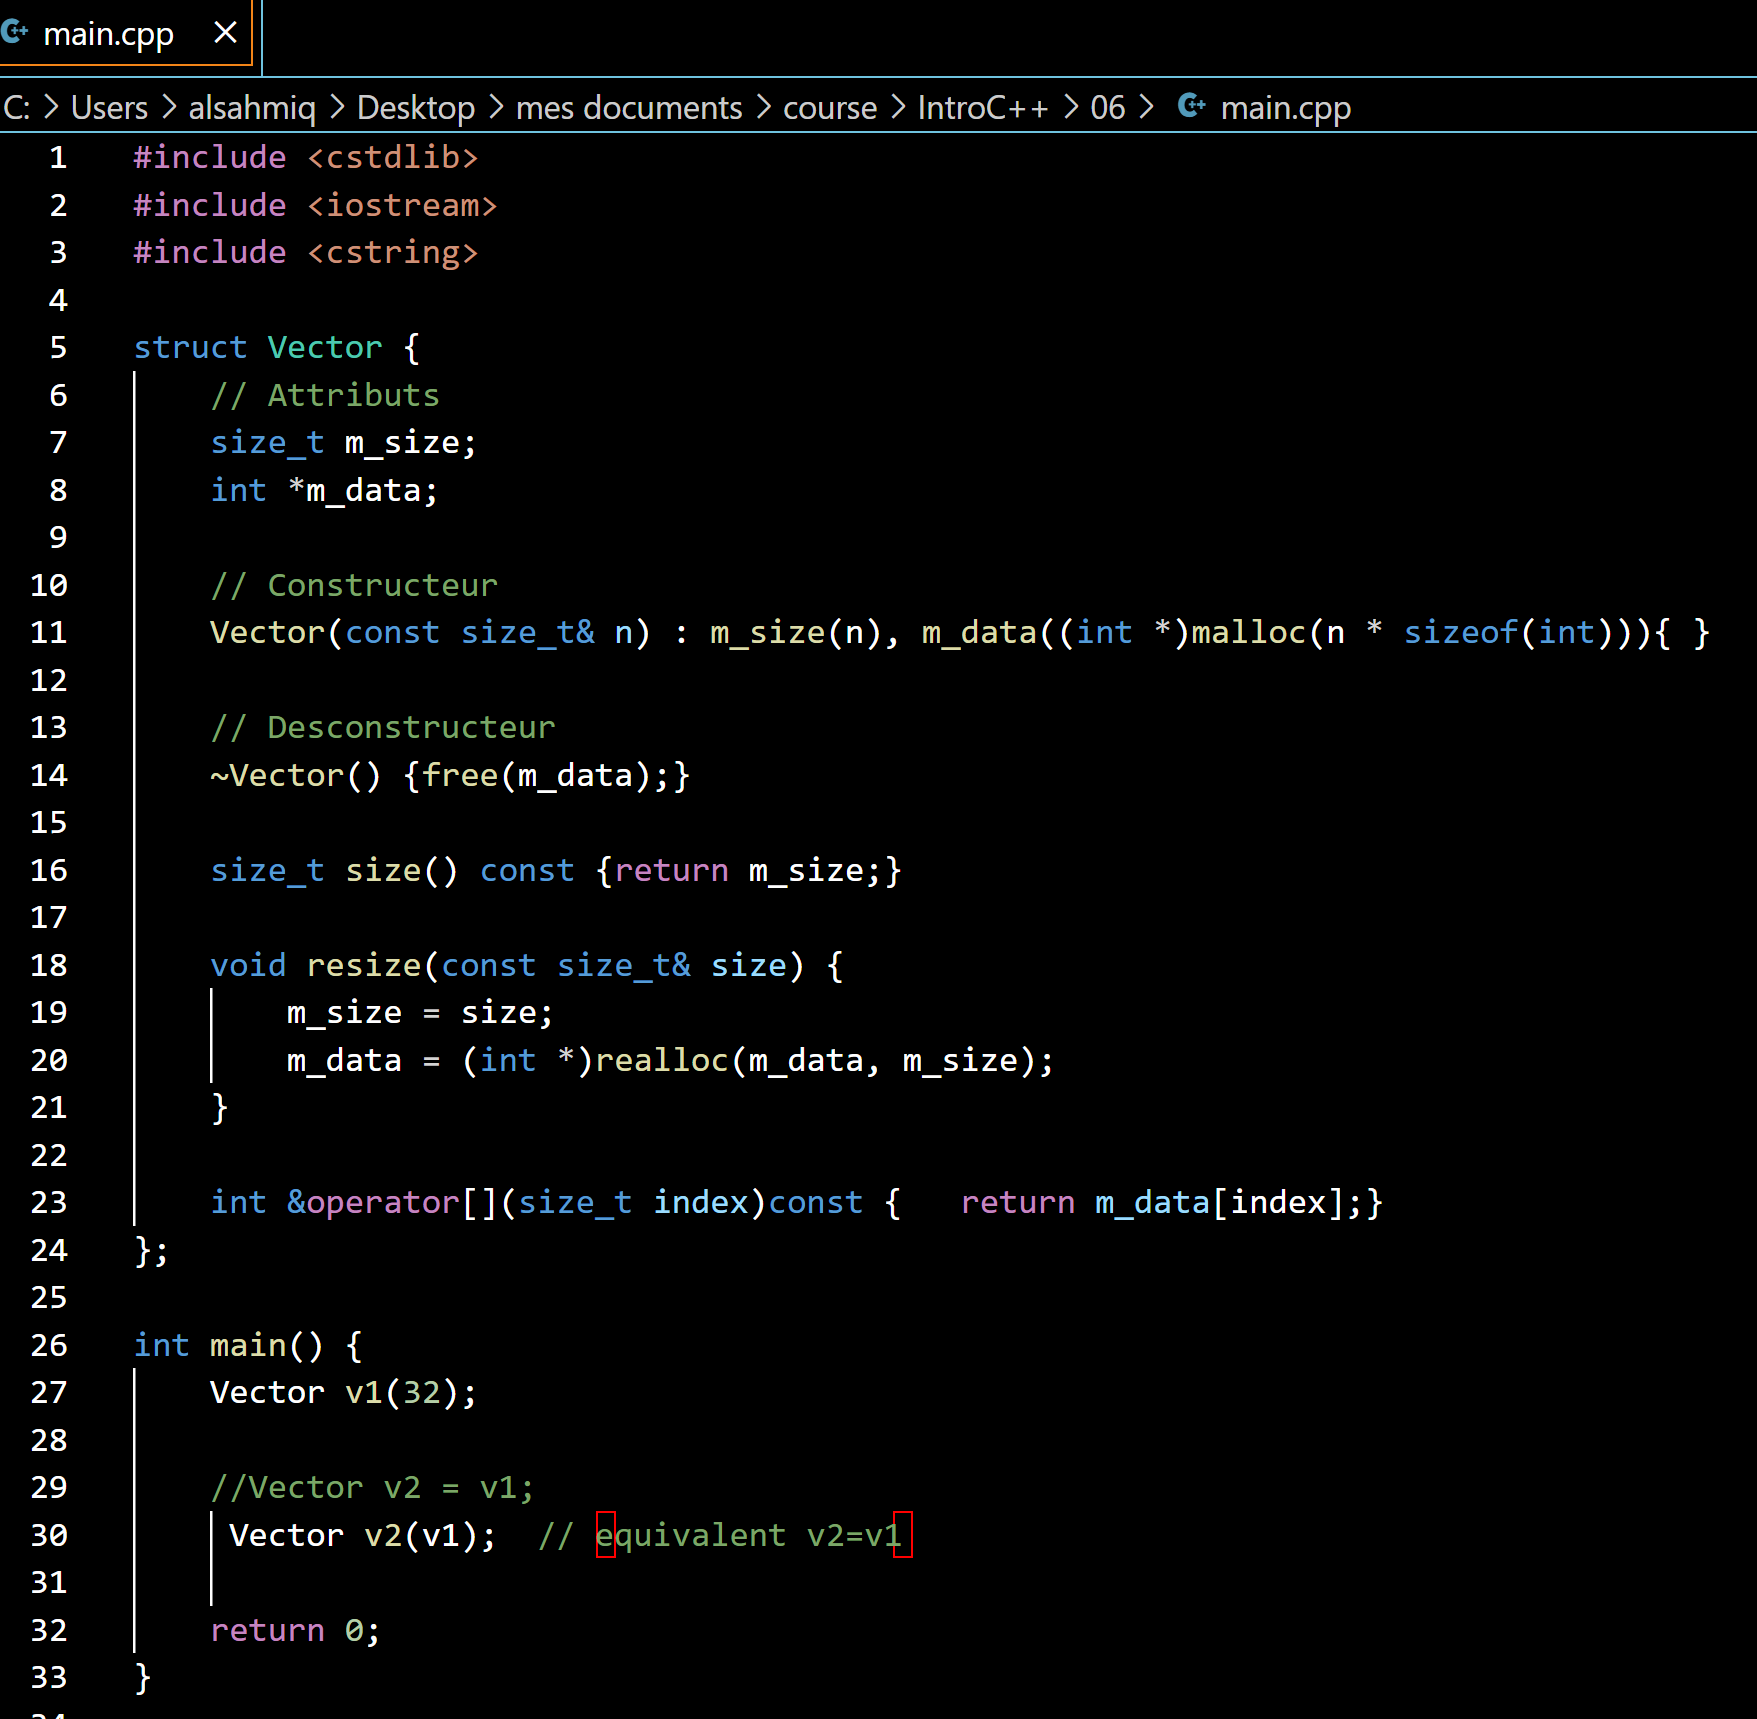 main.cpp
C: > Users > alsahmiq > Desktop > mes documents > course > IntroC++ > 06 > main.cpp
1 #include <cstdlib>
2 #include <iostream>
3 #include <cstring>
4
5 struct Vector {
6 // Attributs
7 size_t m_size;
8 int *m_data;
9
10 // Constructeur
11 Vector(const size_t& n) : m_size(n), m_data((int *)malloc(n * sizeof(int))){ }
12
13 // Desconstructeur
14 ~Vector() {free(m_data);}
15
16 size_t size() const {return m_size;}
17
18 void resize(const size_t& size) {
19 m_size = size;
20 m_data = (int *)realloc(m_data, m_size);
21 }
22
23 int &operator[](size_t index)const {   return m_data[index];}
24 };
25
26 int main() {
27 Vector v1(32);
28
29 //Vector v2 = v1;
30 Vector v2(v1);  // equivalent v2=v1
31
32 return 0;
33 }
34